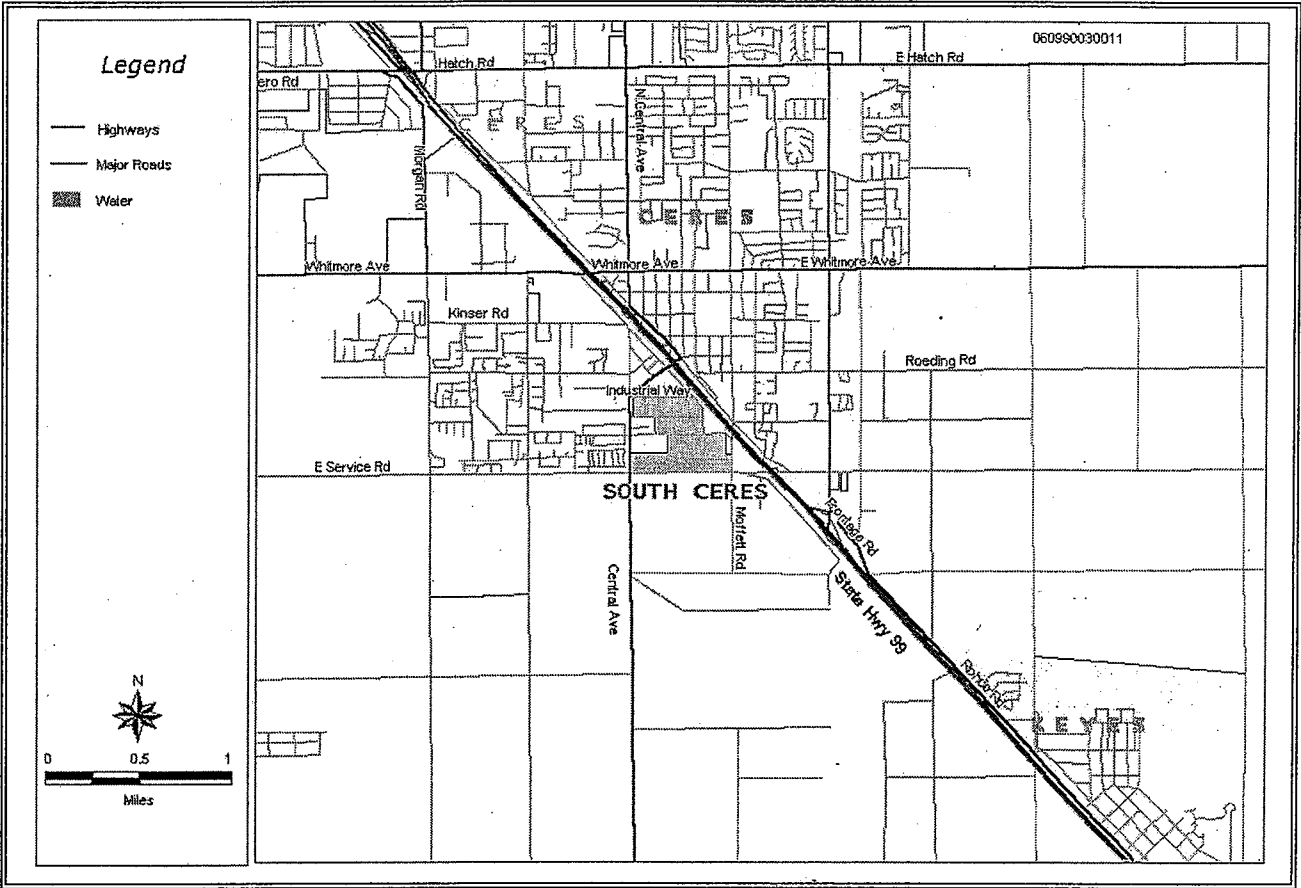 Legend
Highways
Major Roads
Water
N
0 0.5 1
Miles
060990030011
Hatch Rd
E Hatch Rd
ero Rd
CERES
N Central Ave
Morgan Rd
CERES
Whitmore Ave
Whitmore Ave
E Whitmore Ave
Kinser Rd
Roeding Rd
Industrial Way
E Service Rd
SOUTH CERES
Moffett Rd
Frontage Rd
Central Ave
State Hwy 99
Rohde Rd
KEYES